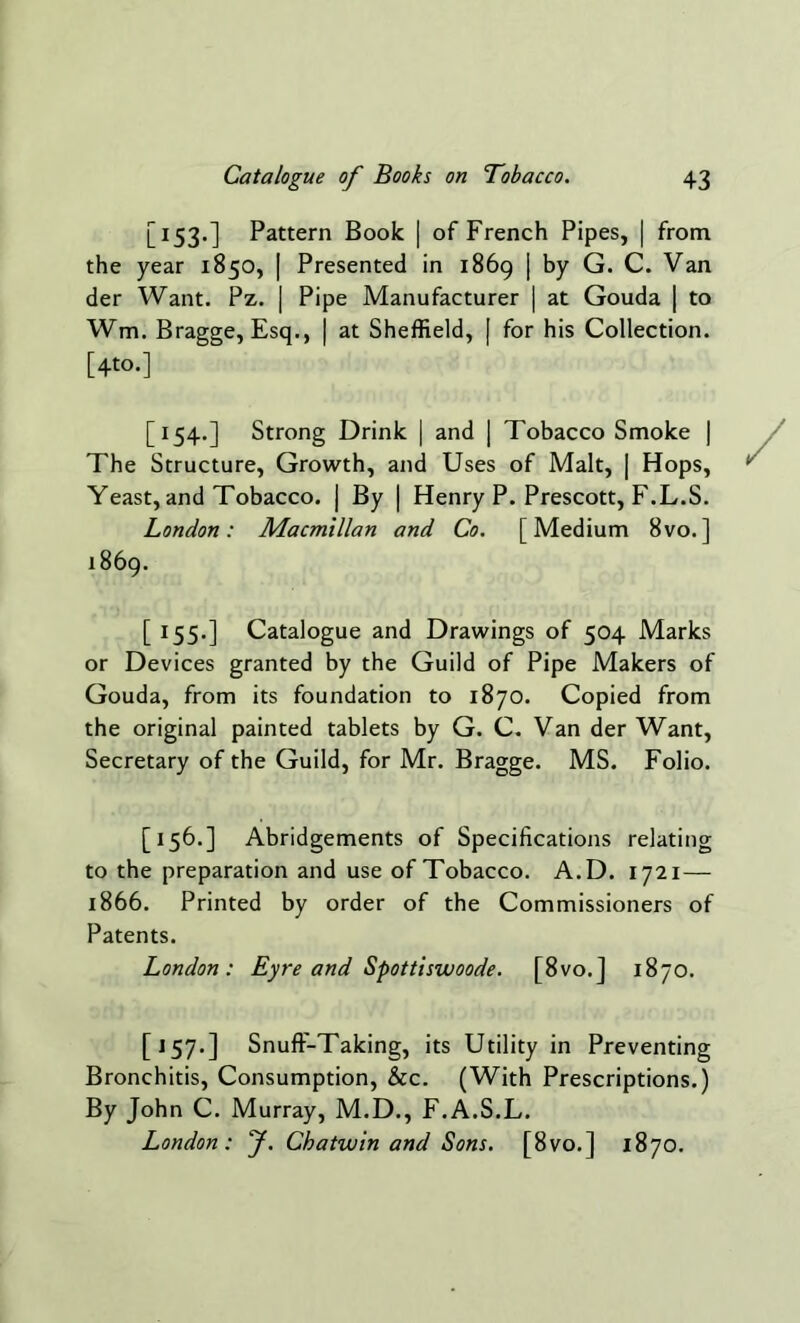 Catalogue of Books on Tobacco. 43
[153.] Pattern Book | of French Pipes, | from
the year 1850, | Presented in 1869 | by G. C. Van
der Want. Pz. | Pipe Manufacturer | at Gouda | to
Wm. Bragge, Esq., | at Sheffield, | for his Collection.
[4to.]
[154.] Strong Drink | and | Tobacco Smoke |
The Structure, Growth, and Uses of Malt, | Hops,
Yeast, and Tobacco. | By | Henry P. Prescott, F.L.S.
London: Macmillan and Co. [Medium 8vo.]
1869.
[155.] Catalogue and Drawings of 504 Marks
or Devices granted by the Guild of Pipe Makers of
Gouda, from its foundation to 1870. Copied from
the original painted tablets by G. C. Van der Want,
Secretary of the Guild, for Mr. Bragge. MS. Folio.
[156.] Abridgements of Specifications relating
to the preparation and use of Tobacco. A.D. 1721—
1866. Printed by order of the Commissioners of
Patents.
London: Eyre and Spottiswoode. [8vo.] 1870.
[157.] Snuff-Taking, its Utility in Preventing
Bronchitis, Consumption, &c. (With Prescriptions.)
By John C. Murray, M.D., F.A.S.L.
London: J. Chatwin and Sons. [8vo.] 1870.